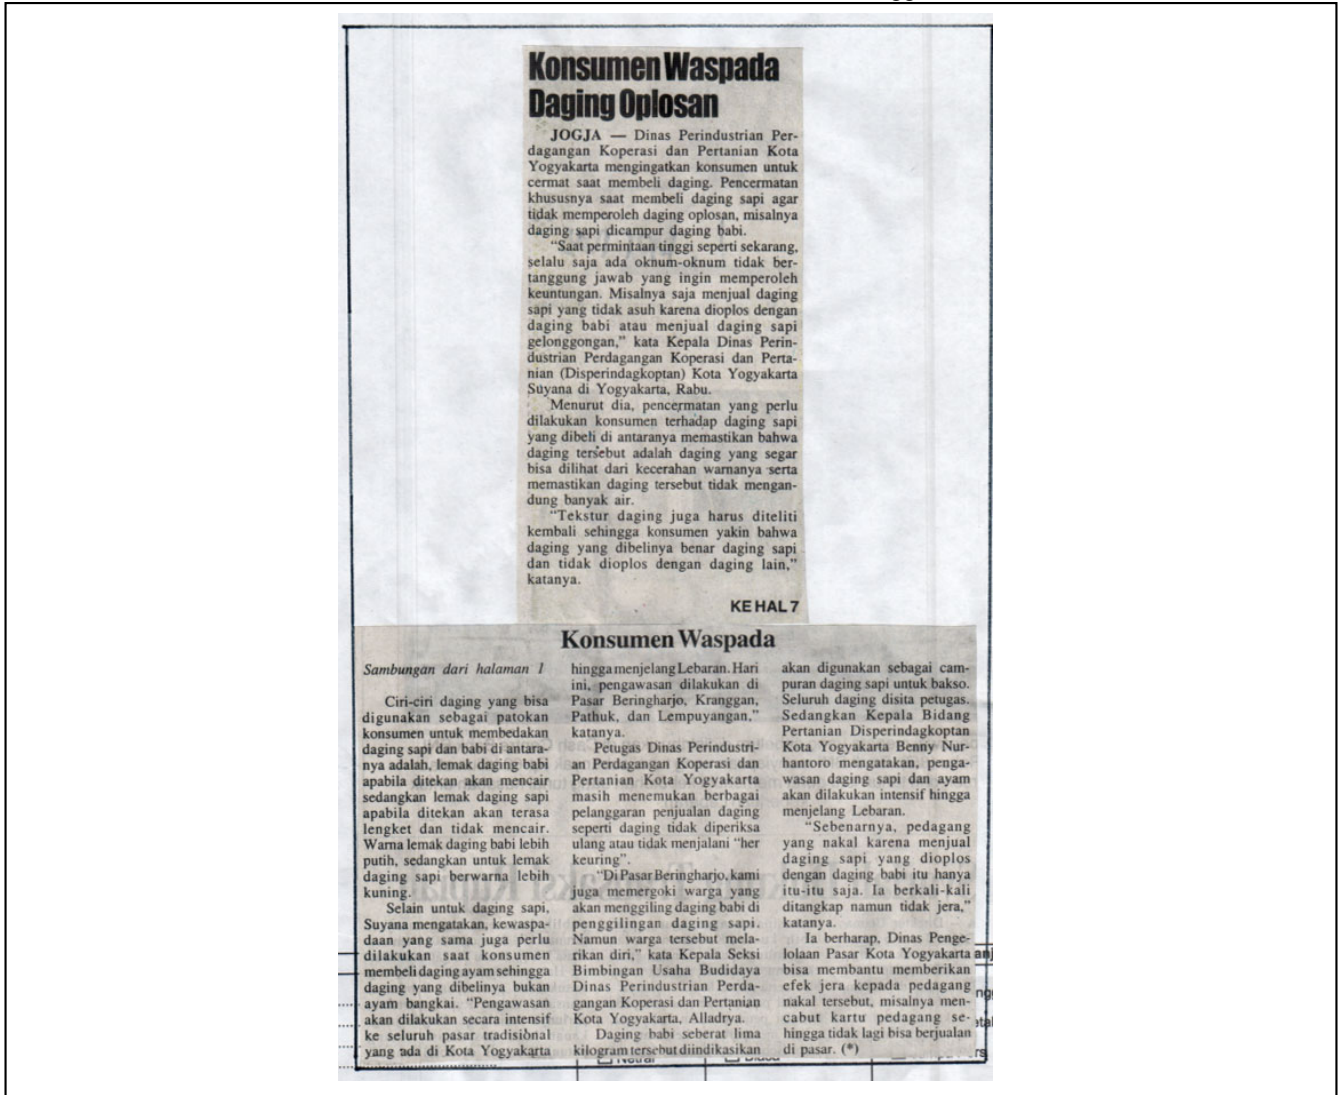 Konsumen Waspada
Daging Oplosan
JOGJA — Dinas Perindustrian Per-
dagangan Koperasi dan Pertanian Kota
Yogyakarta mengingatkan konsumen untuk
cermat saat membeli daging. Pencermatan
khususnya saat membeli daging sapi agar
tidak memperoleh daging oplosan, misalnya
daging sapi dicampur daging babi.
“Saat permintaan tinggi seperti sekarang,
selalu saja ada oknum-oknum tidak ber-
tanggung jawab yang ingin memperoleh
keuntungan. Misalnya saja menjual daging
sapi yang tidak asuh karena dioplos dengan
daging babi atau menjual daging sapi
gelonggongan,” kata Kepala Dinas Perin-
dustrian Perdagangan Koperasi dan Perta-
nian (Disperindagkoptan) Kota Yogyakarta
Suyana di Yogyakarta, Rabu.
Menurut dia, pencermatan yang perlu
dilakukan konsumen terhadap daging sapi
yang dibeli di antaranya memastikan bahwa
daging tersebut adalah daging yang segar
bisa dilihat dari kecerahan warnanya serta
memastikan daging tersebut tidak mengan-
dung banyak air.
“Tekstur daging juga harus diteliti
kembali sehingga konsumen yakin bahwa
daging yang dibelinya benar daging sapi
dan tidak dioplos dengan daging lain,”
katanya.
KE HAL 7
Konsumen Waspada
Sambungan dari halaman 1
Ciri-ciri daging yang bisa
digunakan sebagai patokan
konsumen untuk membedakan
daging sapi dan babi di antara-
nya adalah, lemak daging babi
apabila ditekan akan mencair
sedangkan lemak daging sapi
apabila ditekan akan terasa
lengket dan tidak mencair.
Warna lemak daging babi lebih
putih, sedangkan untuk lemak
daging sapi berwarna lebih
kuning.
Selain untuk daging sapi,
Suyana mengatakan, kewaspa-
daan yang sama juga perlu
dilakukan saat konsumen
membeli daging ayam sehingga
daging yang dibelinya bukan
ayam bangkai. “Pengawasan
akan dilakukan secara intensif
ke seluruh pasar tradisional
yang ada di Kota Yogyakarta
hingga menjelang Lebaran. Hari
ini, pengawasan dilakukan di
Pasar Beringharjo, Kranggan,
Pathuk, dan Lempuyangan,”
katanya.
Petugas Dinas Perindustri-
an Perdagangan Koperasi dan
Pertanian Kota Yogyakarta
masih menemukan berbagai
pelanggaran penjualan daging
seperti daging tidak diperiksa
ulang atau tidak menjalani “her
keuring”.
“Di Pasar Beringharjo, kami
juga memergoki warga yang
akan menggiling daging babi di
penggilingan daging sapi.
Namun warga tersebut mela-
rikan diri,” kata Kepala Seksi
Bimbingan Usaha Budidaya
Dinas Perindustrian Perda-
gangan Koperasi dan Pertanian
Kota Yogyakarta, Alladrya.
Daging babi seberat lima
kilogram tersebut diindikasikan
akan digunakan sebagai cam-
puran daging sapi untuk bakso.
Seluruh daging disita petugas.
Sedangkan Kepala Bidang
Pertanian Disperindagkoptan
Kota Yogyakarta Benny Nur-
hantoro mengatakan, penga-
wasan daging sapi dan ayam
akan dilakukan intensif hingga
menjelang Lebaran.
“Sebenarnya, pedagang
yang nakal karena menjual
daging sapi yang dioplos
dengan daging babi itu hanya
itu-itu saja. Ia berkali-kali
ditangkap namun tidak jera,”
katanya.
Ia berharap, Dinas Penge-
lolaan Pasar Kota Yogyakarta
bisa membantu memberikan
efek jera kepada pedagang
nakal tersebut, misalnya men-
cabut kartu pedagang se-
hingga tidak lagi bisa berjualan
di pasar. (*)